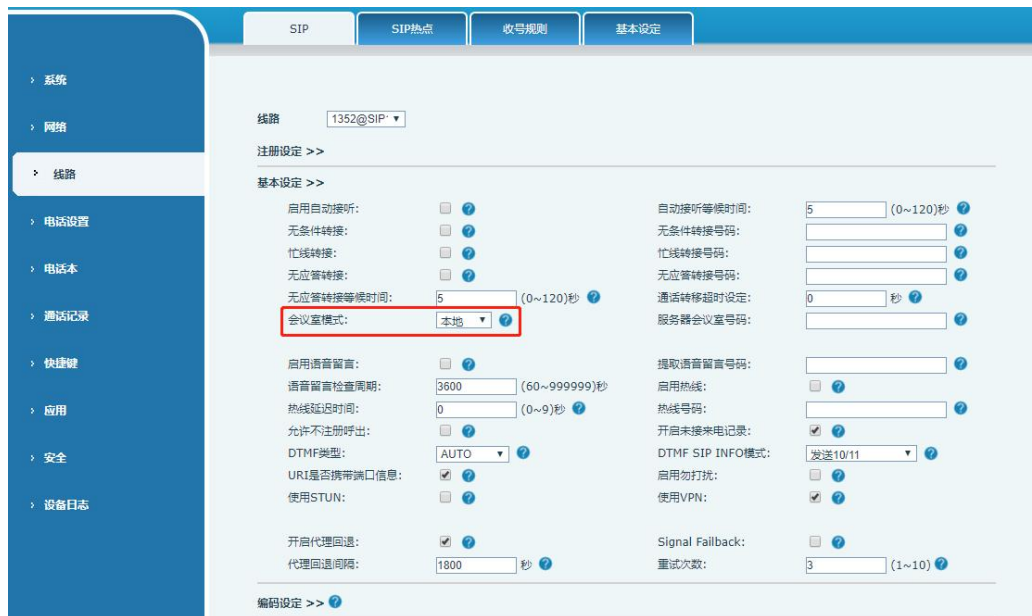 SIP SIP热点 收号规则 基本设定
› 系统
› 网络
› 线路
› 电话设置
› 电话本
› 通话记录
› 快捷键
› 应用
› 安全
› 设备日志
线路 1352@SIP1
注册设定 >>
基本设定 >>
启用自动接听: 自动接听等候时间: 5 (0~120)秒
无条件转接: 无条件转接号码:
忙线转接: 忙线转接号码:
无应答转接: 无应答转接号码:
无应答转接等候时间: 5 (0~120)秒 通话转移超时设定: 0 秒
会议室模式: 本地 服务器会议室号码:
启用语音留言: 提取语音留言号码:
语音留言检查周期: 3600 (60~999999)秒 启用热线:
热线延迟时间: 0 (0~9)秒 热线号码:
允许不注册呼出: 开启未接来电记录:
DTMF类型: AUTO DTMF SIP INFO模式: 发送10/11
URI是否携带端口信息: 启用勿打扰:
使用STUN: 使用VPN:
开启代理回退: Signal Failback:
代理回退间隔: 1800 秒 重试次数: 3 (1~10)
编码设定 >>